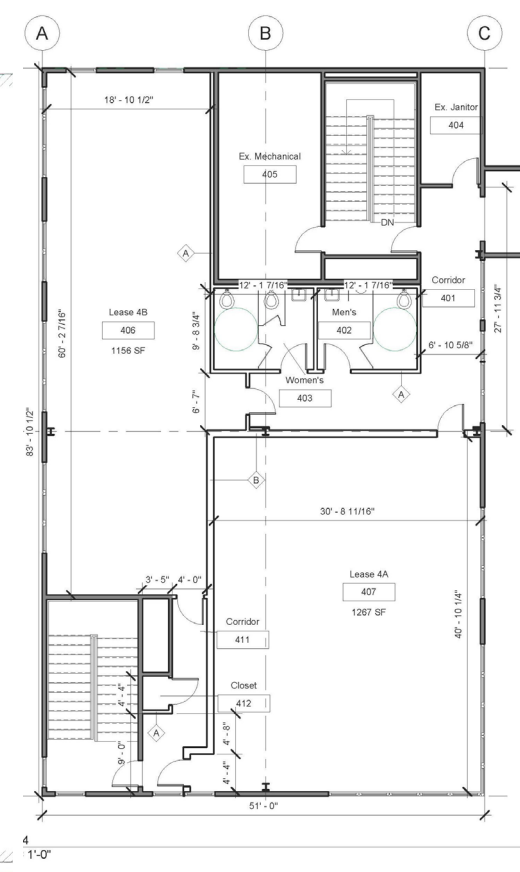 A
B
C
18' - 10 1/2"
Ex. Janitor
404
Ex. Mechanical
405
DN
A
12' - 1 7/16"
12' - 1 7/16"
Corridor
401
27' - 11 3/4"
Lease 4B
406
1156 SF
60' - 2 7/16"
9' - 8 3/4"
Men's
402
6' - 10 5/8"
Women's
403
A
6' - 7"
83' - 10 1/2"
B
30' - 8 11/16"
Lease 4A
407
1267 SF
40' - 10 1/4"
3' - 5"
4' - 0"
Corridor
411
Closet
412
4' - 4"
A
9' - 0"
4' - 8"
4' - 4"
51' - 0"
4
1'-0"